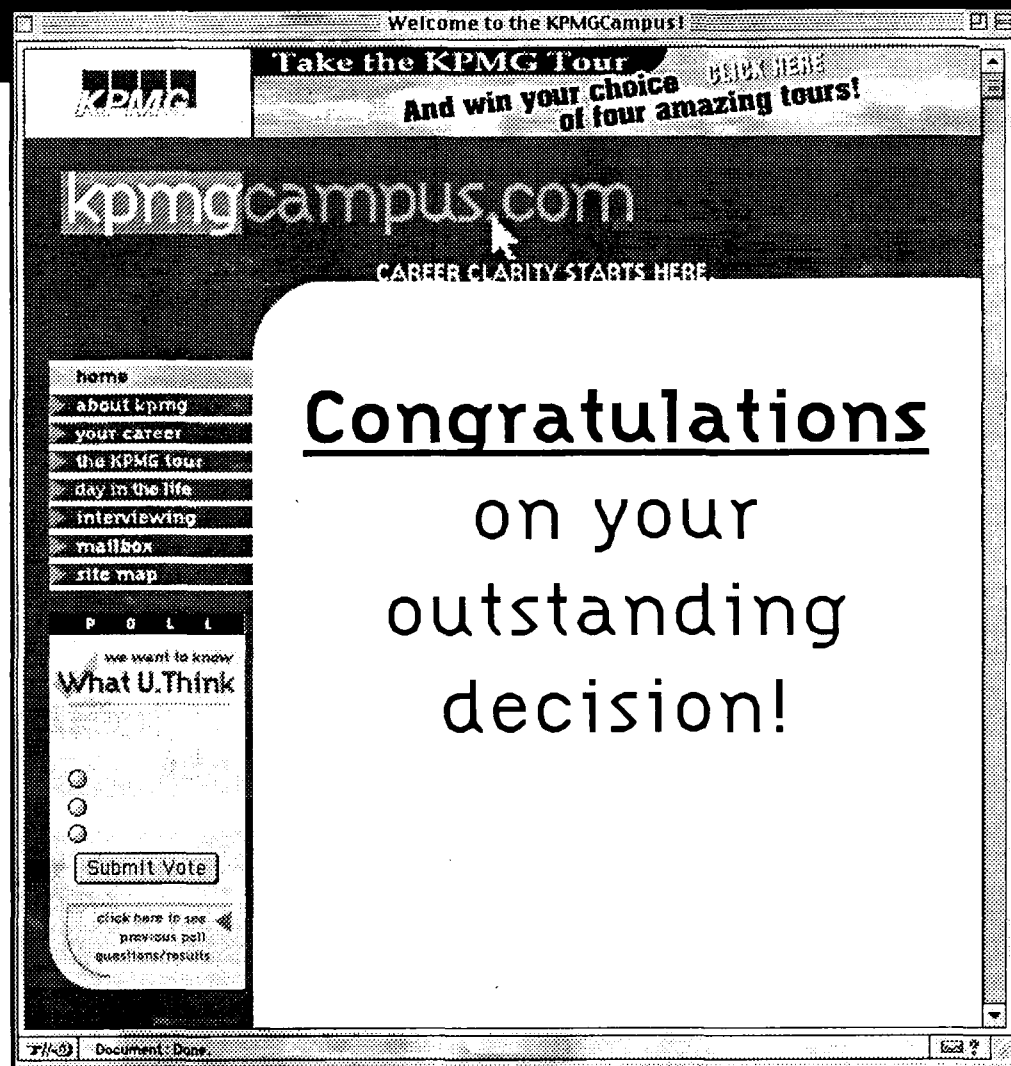 Welcome to the KPMGCampus!
KPMG
Take the KPMG Tour
CLICK HERE
And win your choice
of four amazing tours!
kpmgcampus.com
CAREER CLARITY STARTS HERE
home
about kpmg
your career
the KPMG tour
day in the life
interviewing
mailbox
site map
POLL
we want to know
What U.Think
Submit Vote
click here to see
previous poll
questions/results
Congratulations
on your
outstanding
decision!
Document: Done.
?